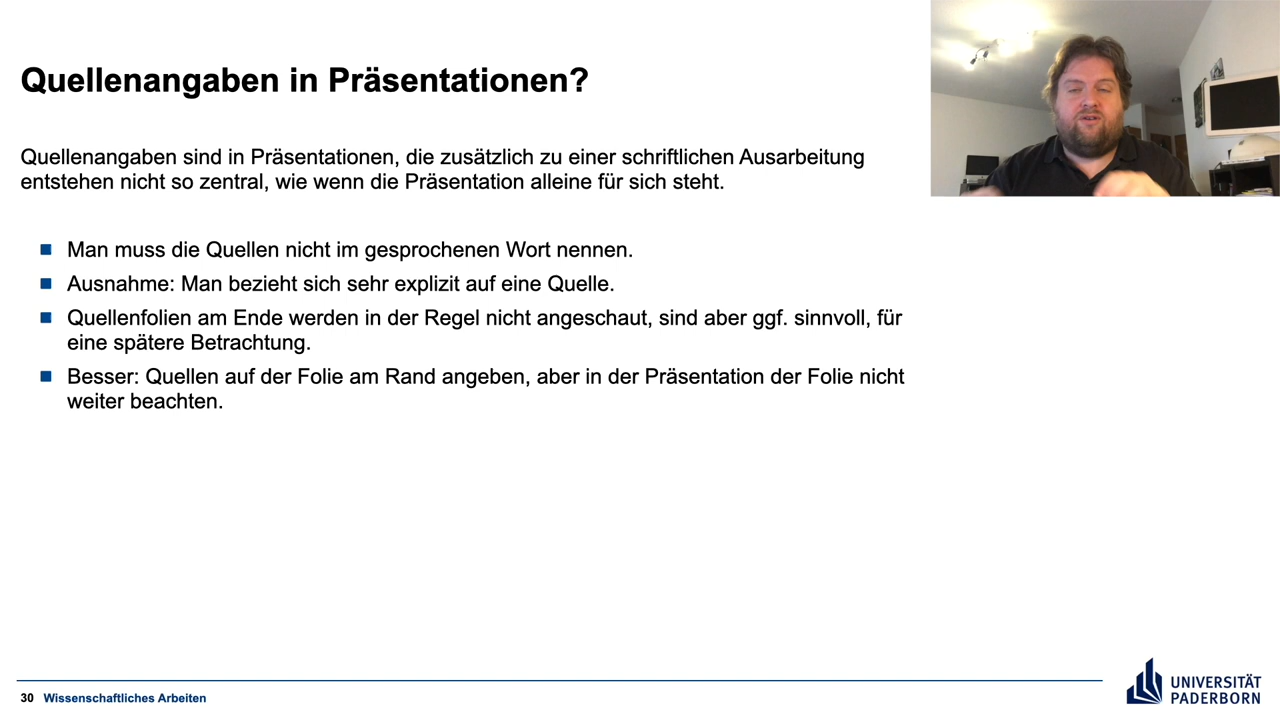 Quellenangaben in Präsentationen?
Quellenangaben sind in Präsentationen, die zusätzlich zu einer schriftlichen Ausarbeitung
entstehen nicht so zentral, wie wenn die Präsentation alleine für sich steht.
Man muss die Quellen nicht im gesprochenen Wort nennen.
Ausnahme: Man bezieht sich sehr explizit auf eine Quelle.
Quellenfolien am Ende werden in der Regel nicht angeschaut, sind aber ggf. sinnvoll, für
eine spätere Betrachtung.
Besser: Quellen auf der Folie am Rand angeben, aber in der Präsentation der Folie nicht
weiter beachten.
30 Wissenschaftliches Arbeiten
UNIVERSITÄT
PADERBORN